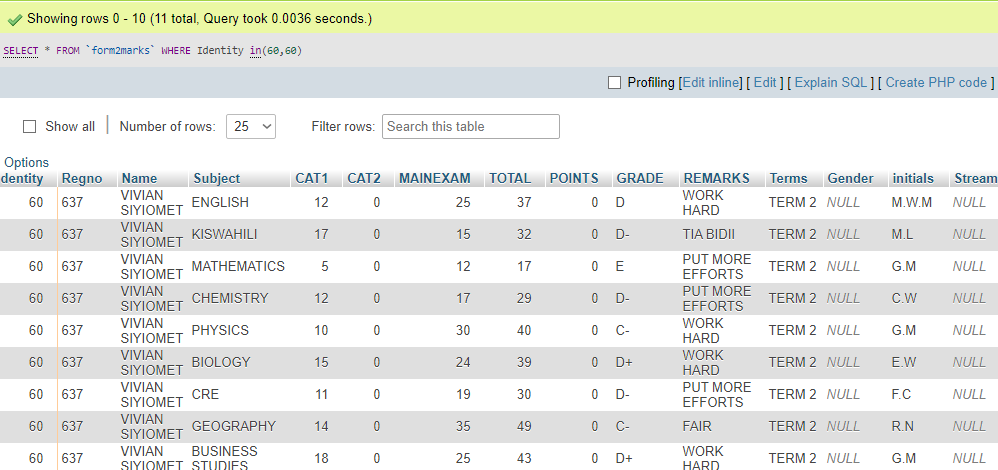 Showing rows 0 - 10 (11 total, Query took 0.0036 seconds.)
SELECT * FROM `form2marks` WHERE Identity in(60,60)
Profiling [Edit inline] [ Edit ] [ Explain SQL ] [ Create PHP code ]
Show all | Number of rows: 25 Filter rows: Search this table
Options
dentity Regno Name Subject CAT1 CAT2 MAINEXAM TOTAL POINTS GRADE REMARKS Terms Gender initials Stream
60 637 VIVIAN SIYIOMET ENGLISH 12 0 25 37 0 D WORK HARD TERM 2 NULL M.W.M NULL
60 637 VIVIAN SIYIOMET KISWAHILI 17 0 15 32 0 D- TIA BIDII TERM 2 NULL M.L NULL
60 637 VIVIAN SIYIOMET MATHEMATICS 5 0 12 17 0 E PUT MORE EFFORTS TERM 2 NULL G.M NULL
60 637 VIVIAN SIYIOMET CHEMISTRY 12 0 17 29 0 D- PUT MORE EFFORTS TERM 2 NULL C.W NULL
60 637 VIVIAN SIYIOMET PHYSICS 10 0 30 40 0 C- WORK HARD TERM 2 NULL G.M NULL
60 637 VIVIAN SIYIOMET BIOLOGY 15 0 24 39 0 D+ WORK HARD TERM 2 NULL E.W NULL
60 637 VIVIAN SIYIOMET CRE 11 0 19 30 0 D- PUT MORE EFFORTS TERM 2 NULL F.C NULL
60 637 VIVIAN SIYIOMET GEOGRAPHY 14 0 35 49 0 C- FAIR TERM 2 NULL R.N NULL
60 637 VIVIAN SIYIOMET BUSINESS STUDIES 18 0 25 43 0 D+ WORK HARD TERM 2 NULL G.M NULL